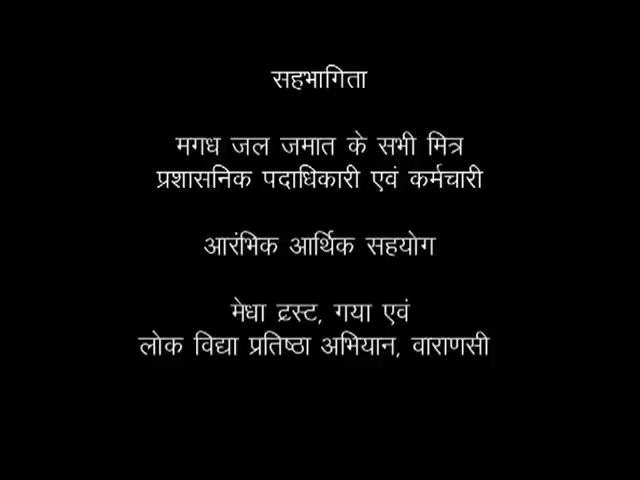 सहभागिता
मगध जल जमात के सभी मित्र
प्रशासनिक पदाधिकारी एवं कर्मचारी
आरंभिक आर्थिक सहयोग
मेधा ट्रस्ट, गया एवं
लोक विद्या प्रतिष्ठा अभियान, वाराणसी